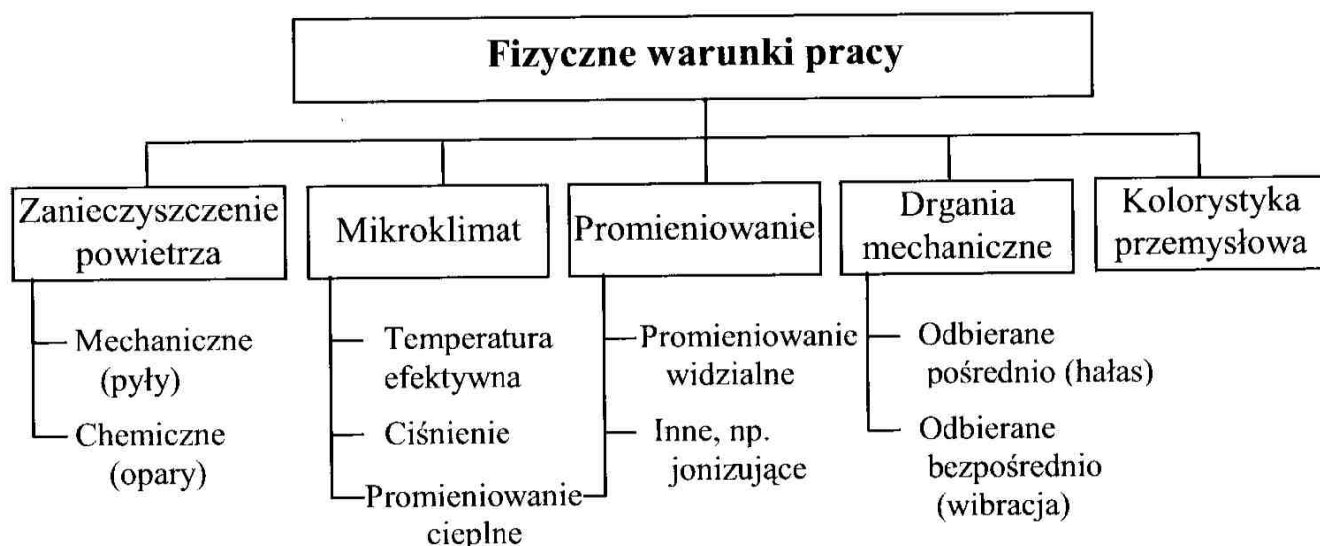 Fizyczne warunki pracy
Zanieczyszczenie
powietrza
Mikroklimat
Promieniowanie
Drgania
mechaniczne
Kolorystyka
przemysłowa
Mechaniczne
(pyły)
Chemiczne
(opary)
Temperatura
efektywna
Ciśnienie
Promieniowanie
cieplne
Promieniowanie
widzialne
Inne, np.
jonizujące
Odbierane
pośrednio (hałas)
Odbierane
bezpośrednio
(wibracja)